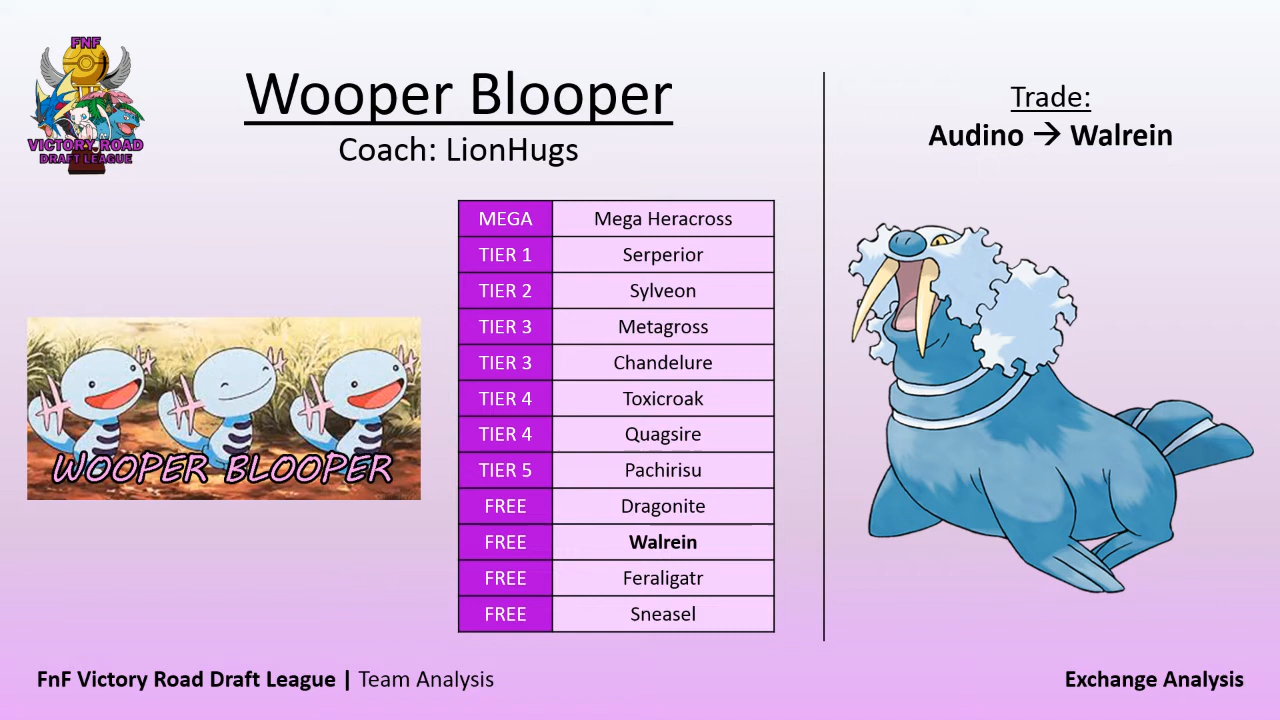 FNF
VICTORY ROAD
DRAFT LEAGUE
Wooper Blooper
Coach: LionHugs
MEGA Mega Heracross
TIER 1 Serperior
TIER 2 Sylveon
TIER 3 Metagross
TIER 3 Chandelure
TIER 4 Toxicroak
TIER 4 Quagsire
TIER 5 Pachirisu
FREE Dragonite
FREE Walrein
FREE Feraligatr
FREE Sneasel
WOOPER BLOOPER
Trade:
Audino → Walrein
FnF Victory Road Draft League | Team Analysis
Exchange Analysis